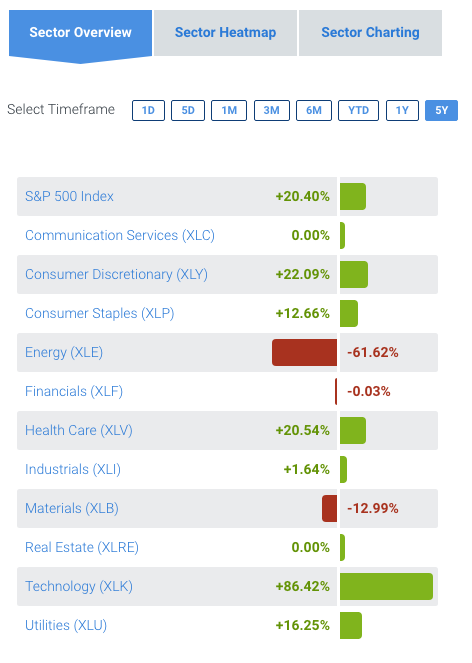 Sector Overview Sector Heatmap Sector Charting
Select Timeframe 1D 5D 1M 3M 6M YTD 1Y 5Y
S&P 500 Index +20.40%
Communication Services (XLC) 0.00%
Consumer Discretionary (XLY) +22.09%
Consumer Staples (XLP) +12.66%
Energy (XLE) -61.62%
Financials (XLF) -0.03%
Health Care (XLV) +20.54%
Industrials (XLI) +1.64%
Materials (XLB) -12.99%
Real Estate (XLRE) 0.00%
Technology (XLK) +86.42%
Utilities (XLU) +16.25%